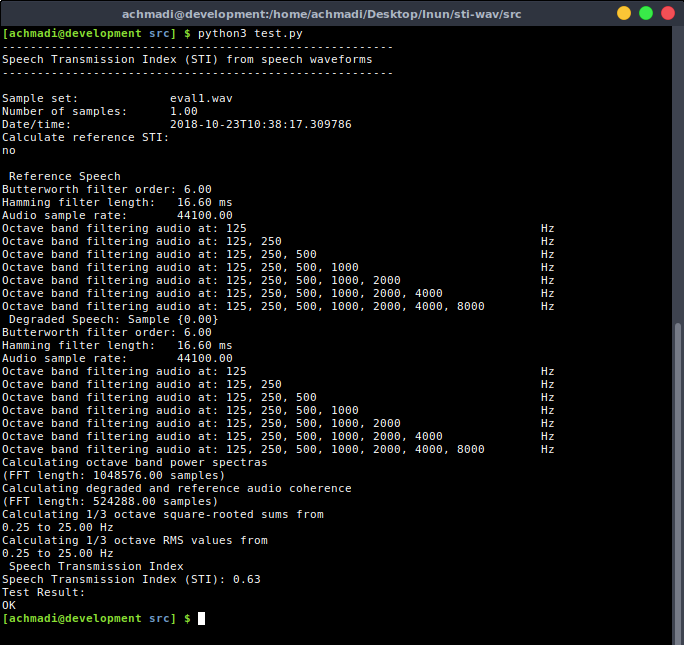 achmadi@development:/home/achmadi/Desktop/Inun/sti-wav/src
[achmadi@development src] $ python3 test.py
--------------------------------------------------------
Speech Transmission Index (STI) from speech waveforms
--------------------------------------------------------
Sample set:             eval1.wav
Number of samples:      1.00
Date/time:              2018-10-23T10:38:17.309786
Calculate reference STI:
no
 Reference Speech
Butterworth filter order: 6.00
Hamming filter length:   16.60 ms
Audio sample rate:       44100.00
Octave band filtering audio at: 125                                          Hz
Octave band filtering audio at: 125, 250                                     Hz
Octave band filtering audio at: 125, 250, 500                                Hz
Octave band filtering audio at: 125, 250, 500, 1000                          Hz
Octave band filtering audio at: 125, 250, 500, 1000, 2000                    Hz
Octave band filtering audio at: 125, 250, 500, 1000, 2000, 4000              Hz
Octave band filtering audio at: 125, 250, 500, 1000, 2000, 4000, 8000        Hz
 Degraded Speech: Sample {0.00}
Butterworth filter order: 6.00
Hamming filter length:   16.60 ms
Audio sample rate:       44100.00
Octave band filtering audio at: 125                                          Hz
Octave band filtering audio at: 125, 250                                     Hz
Octave band filtering audio at: 125, 250, 500                                Hz
Octave band filtering audio at: 125, 250, 500, 1000                          Hz
Octave band filtering audio at: 125, 250, 500, 1000, 2000                    Hz
Octave band filtering audio at: 125, 250, 500, 1000, 2000, 4000              Hz
Octave band filtering audio at: 125, 250, 500, 1000, 2000, 4000, 8000        Hz
Calculating octave band power spectras
(FFT length: 1048576.00 samples)
Calculating degraded and reference audio coherence
(FFT length: 524288.00 samples)
Calculating 1/3 octave square-rooted sums from
0.25 to 25.00 Hz
Calculating 1/3 octave RMS values from
0.25 to 25.00 Hz
 Speech Transmission Index
Speech Transmission Index (STI): 0.63
Test Result:
OK
[achmadi@development src] $